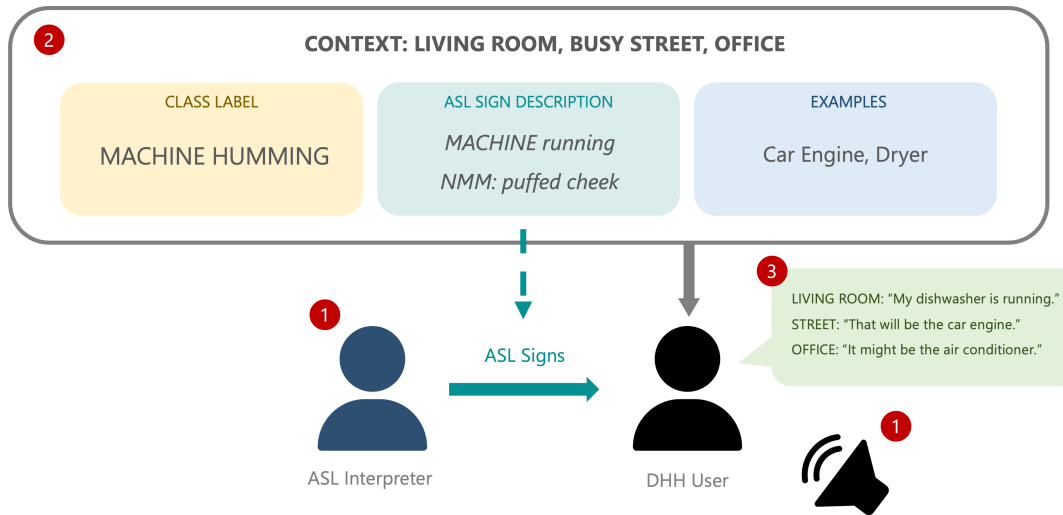 2
CONTEXT: LIVING ROOM, BUSY STREET, OFFICE
CLASS LABEL
MACHINE HUMMING
ASL SIGN DESCRIPTION
MACHINE running
NMM: puffed cheek
EXAMPLES
Car Engine, Dryer
3
LIVING ROOM: “My dishwasher is running.”
STREET: “That will be the car engine.”
OFFICE: “It might be the air conditioner.”
1
ASL Signs
ASL Interpreter
DHH User
1